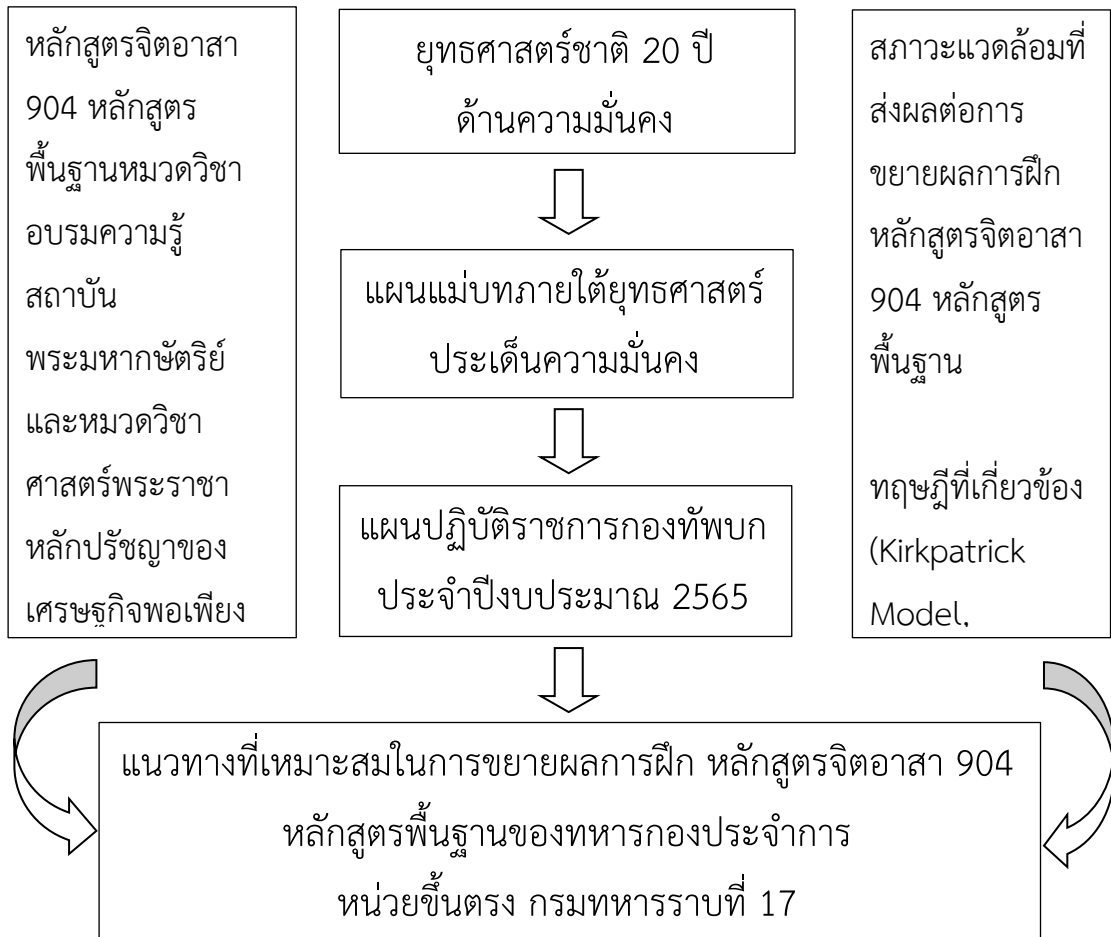 หลักสูตรจิตอาสา
904 หลักสูตร
พื้นฐานหมวดวิชา
อบรมความรู้
สถาบัน
พระมหากษัตริย์
และหมวดวิชา
ศาสตร์พระราชา
หลักปรัชญาของ
เศรษฐกิจพอเพียง
ยุทธศาสตร์ชาติ 20 ปี
ด้านความมั่นคง
แผนแม่บทภายใต้ยุทธศาสตร์
ประเด็นความมั่นคง
แผนปฏิบัติราชการกองทัพบก
ประจำปีงบประมาณ 2565
สภาวะแวดล้อมที่
ส่งผลต่อการ
ขยายผลการฝึก
หลักสูตรจิตอาสา
904 หลักสูตร
พื้นฐาน
ทฤษฎีที่เกี่ยวข้อง
(Kirkpatrick
Model,
แนวทางที่เหมาะสมในการขยายผลการฝึก หลักสูตรจิตอาสา 904
หลักสูตรพื้นฐานของทหารกองประจำการ
หน่วยขึ้นตรง กรมทหารราบที่ 17